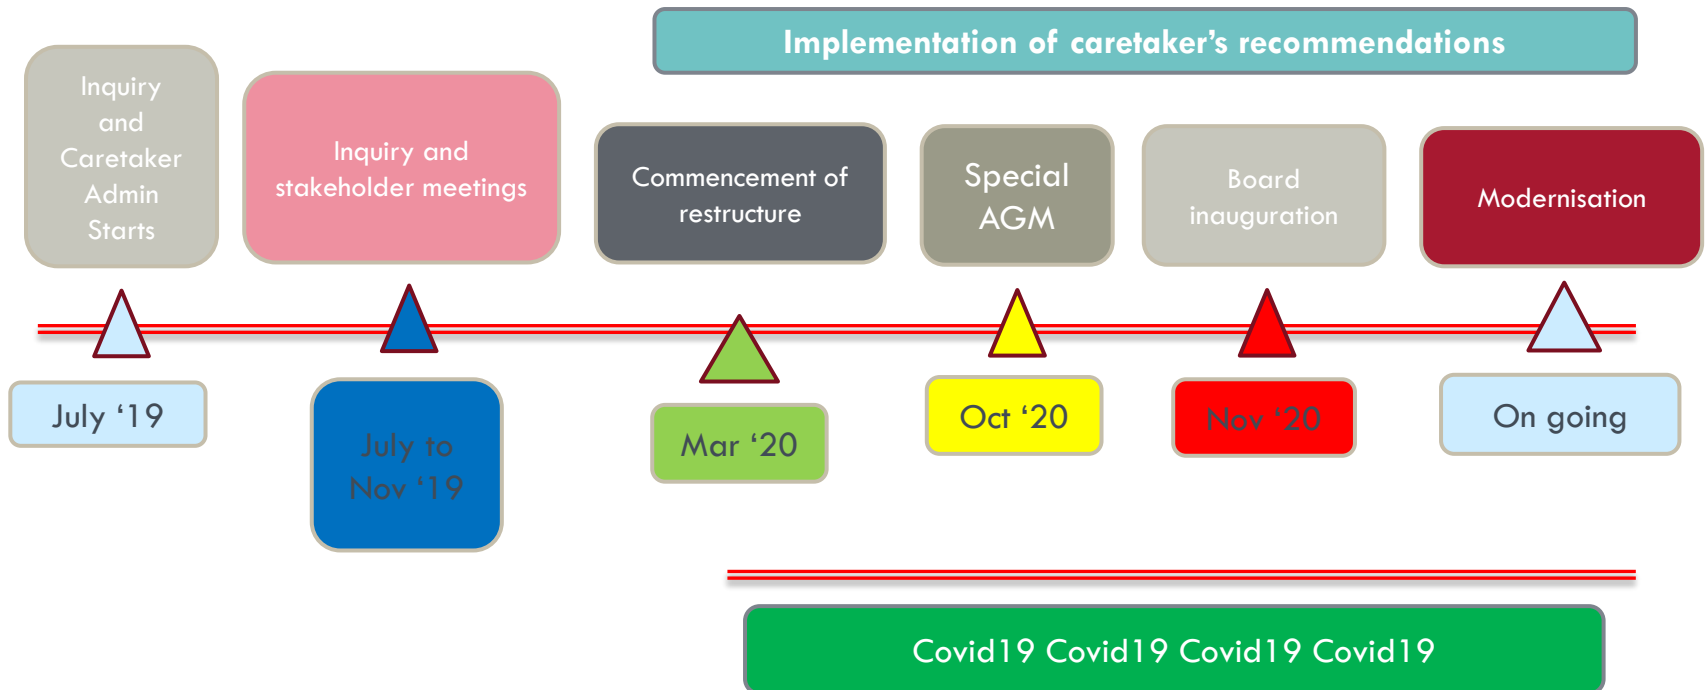 Implementation of caretaker’s recommendations
Inquiry
and
Caretaker
Admin
Starts
Inquiry and
stakeholder meetings
Commencement of
restructure
Special
AGM
Board
inauguration
Modernisation
July ‘19
July to
Nov ‘19
Mar ‘20
Oct ‘20
Nov ‘20
On going
Covid19 Covid19 Covid19 Covid19